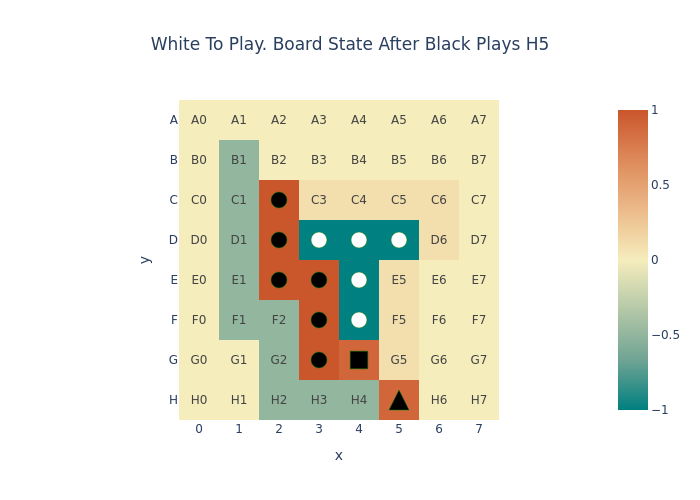 White To Play. Board State After Black Plays H5
A A0 A1 A2 A3 A4 A5 A6 A7 1
B B0 B1 B2 B3 B4 B5 B6 B7
C C0 C1 C3 C4 C5 C6 C7 0.5
D D0 D1 D6 D7
y 0
E E0 E1 E5 E6 E7
F F0 F1 F2 F5 F6 F7 −0.5
G G0 G1 G2 G5 G6 G7
H H0 H1 H2 H3 H4 H6 H7 −1
0 1 2 3 4 5 6 7
x